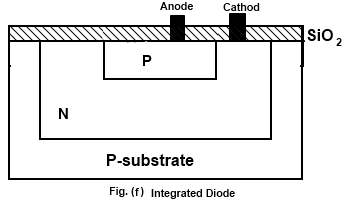 Anode Cathod
SiO2
P
N
P-substrate
Fig. (f) Integrated Diode